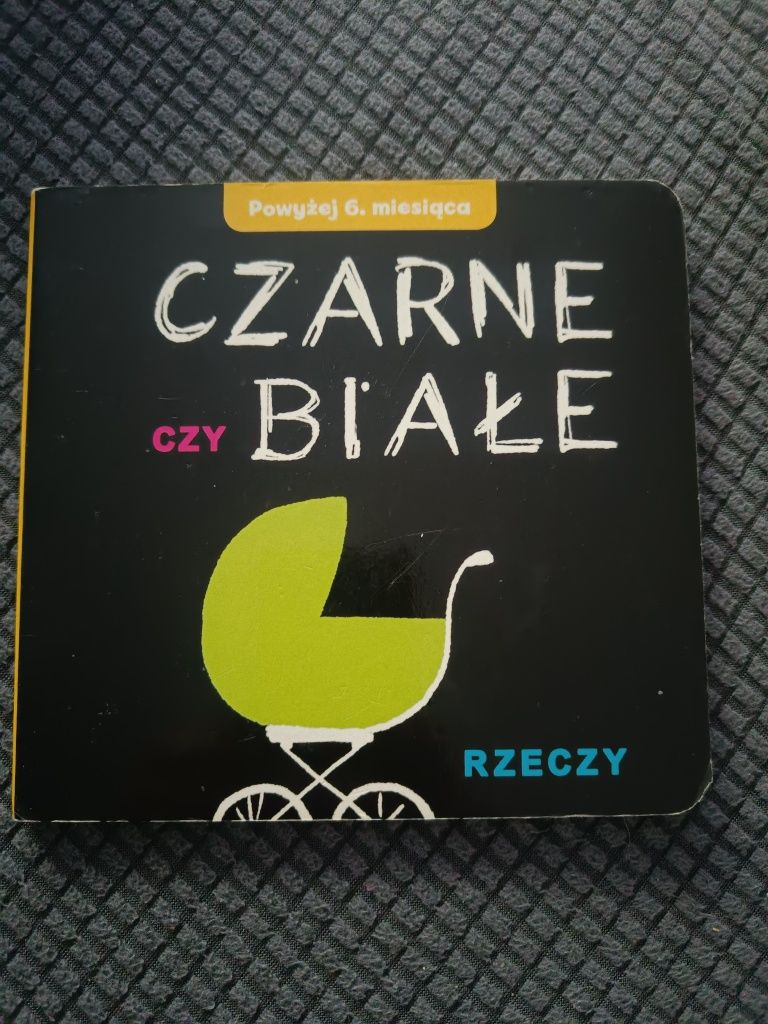 Powyżej 6. miesiąca
CZARNE
CZY BIAŁE
RZECZY